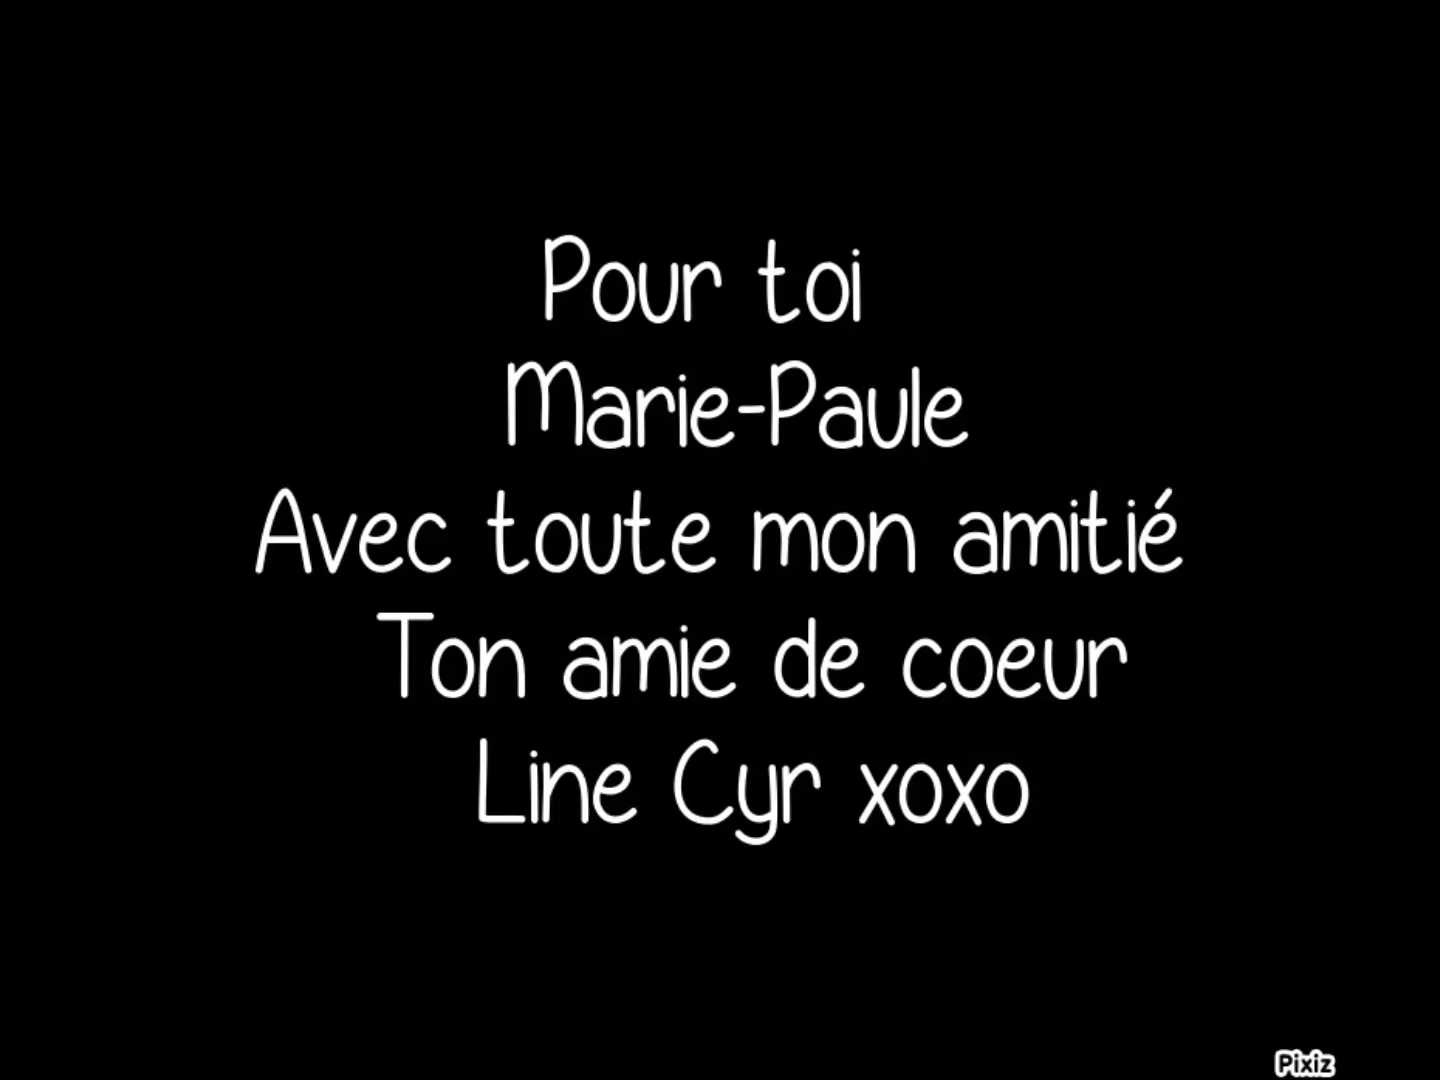 Pour toi
Marie-Paule
Avec toute mon amitié
Ton amie de coeur
Line Cyr xoxo
Pixiz